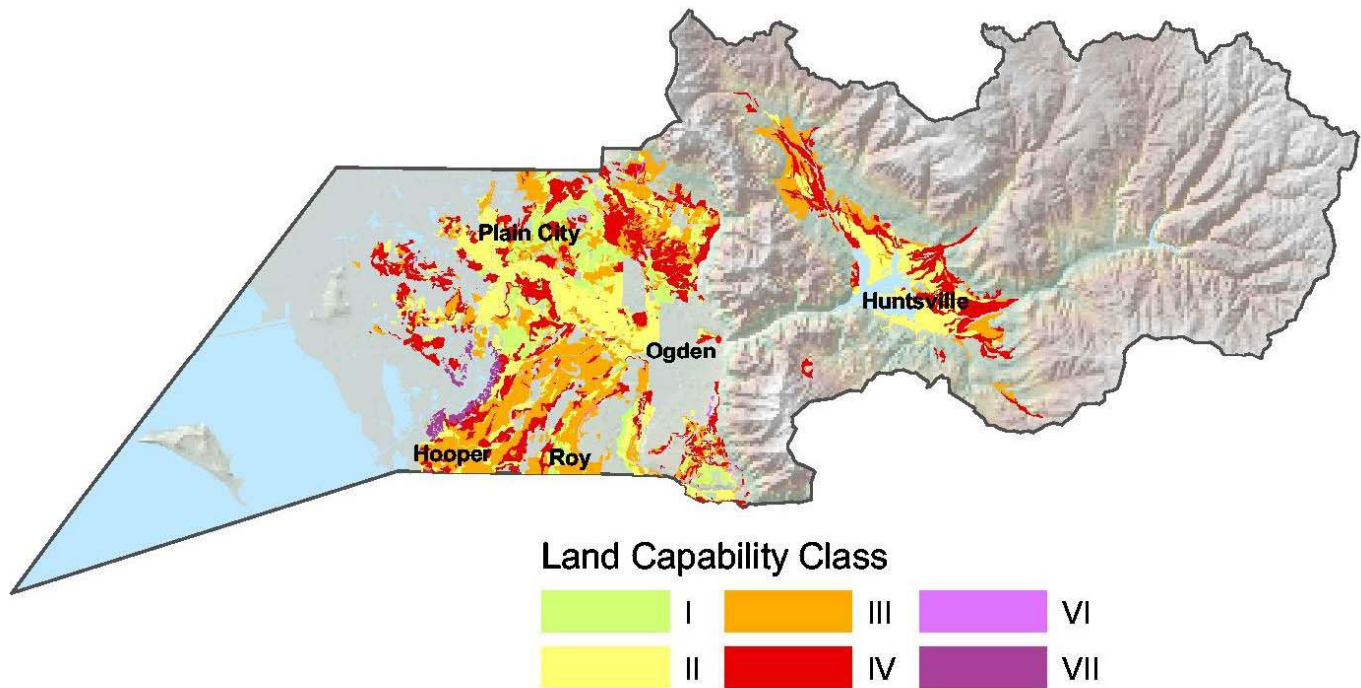 Plain City
Huntsville
Ogden
Hooper
Roy
Land Capability Class
I III VI
II IV VII